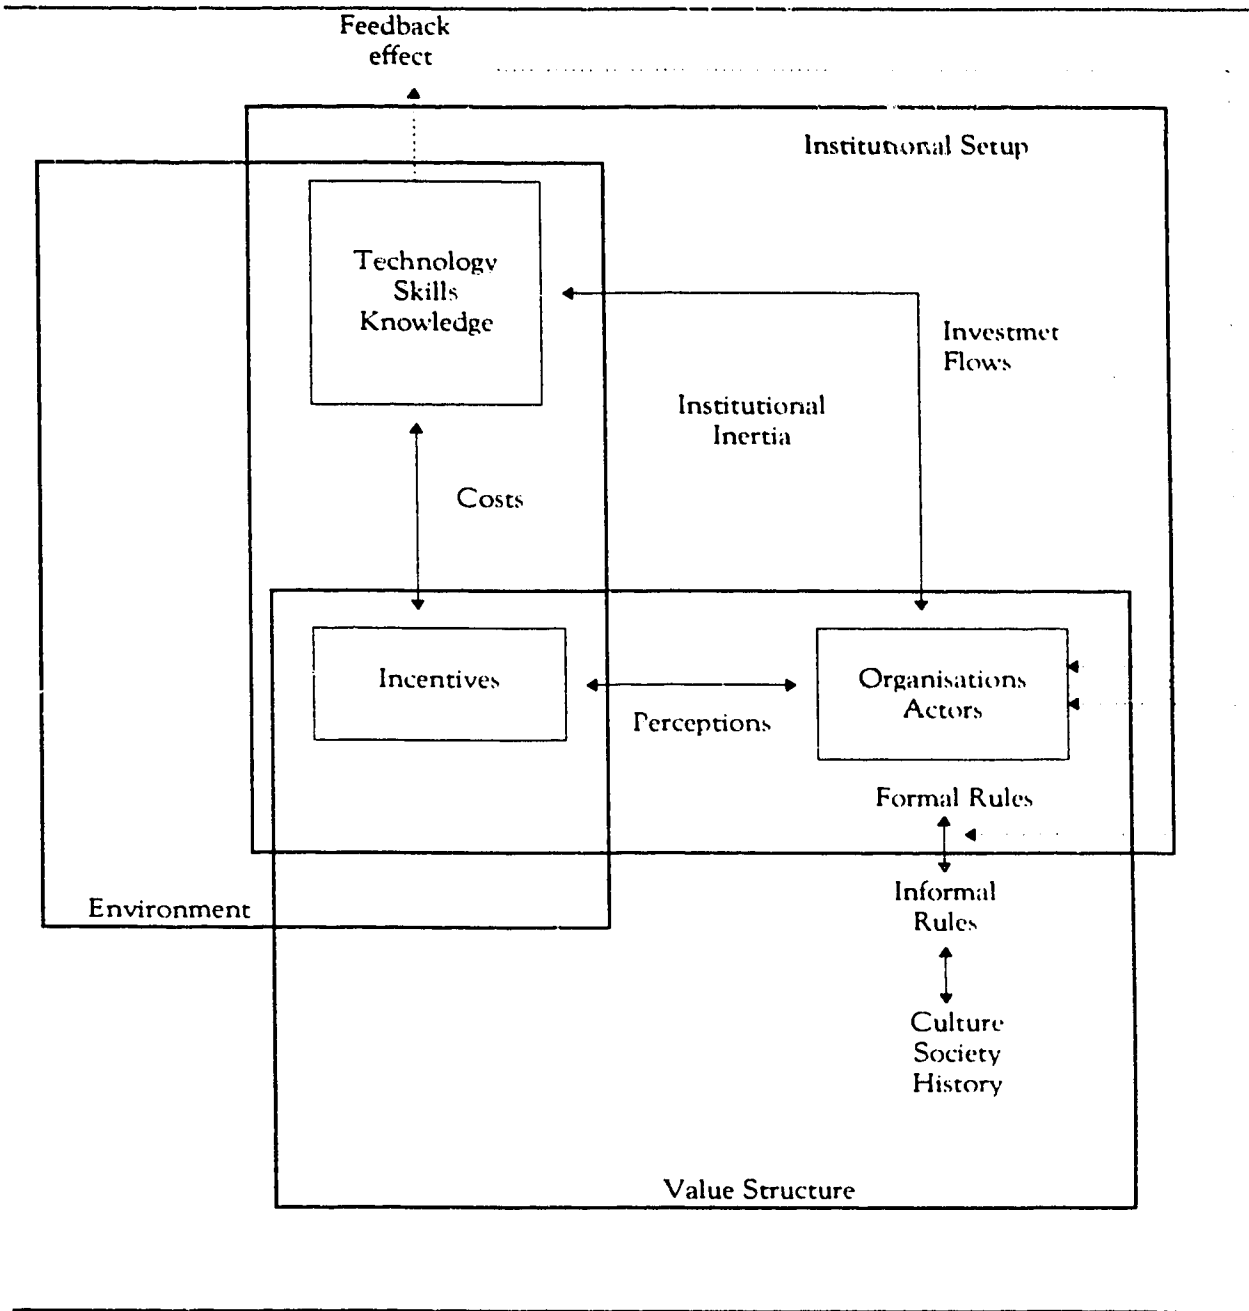 Feedback
effect
Institutional Setup
Technology
Skills
Knowledge
Investmet
Flows
Institutional
Inertia
Costs
Incentives
Organisations
Actors
Perceptions
Formal Rules
Informal
Rules
Environment
Culture
Society
History
Value Structure